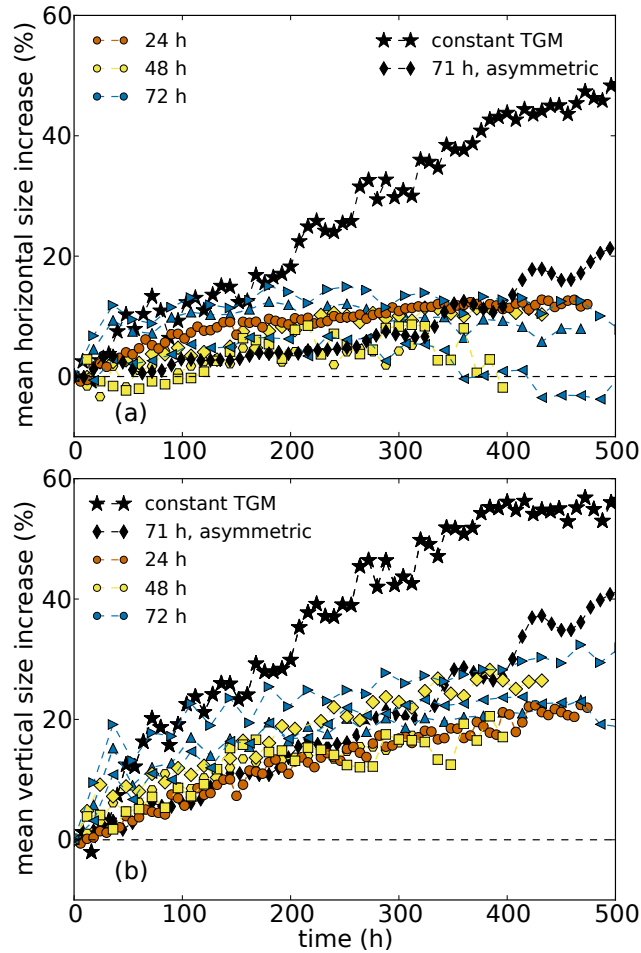 mean horizontal size increase (%)
60
40
20
0
24 h
48 h
72 h
constant TGM
71 h, asymmetric
(a)
0 100 200 300 400 500
mean vertical size increase (%)
60
40
20
0
constant TGM
71 h, asymmetric
24 h
48 h
72 h
(b)
0 100 200 300 400 500
time (h)